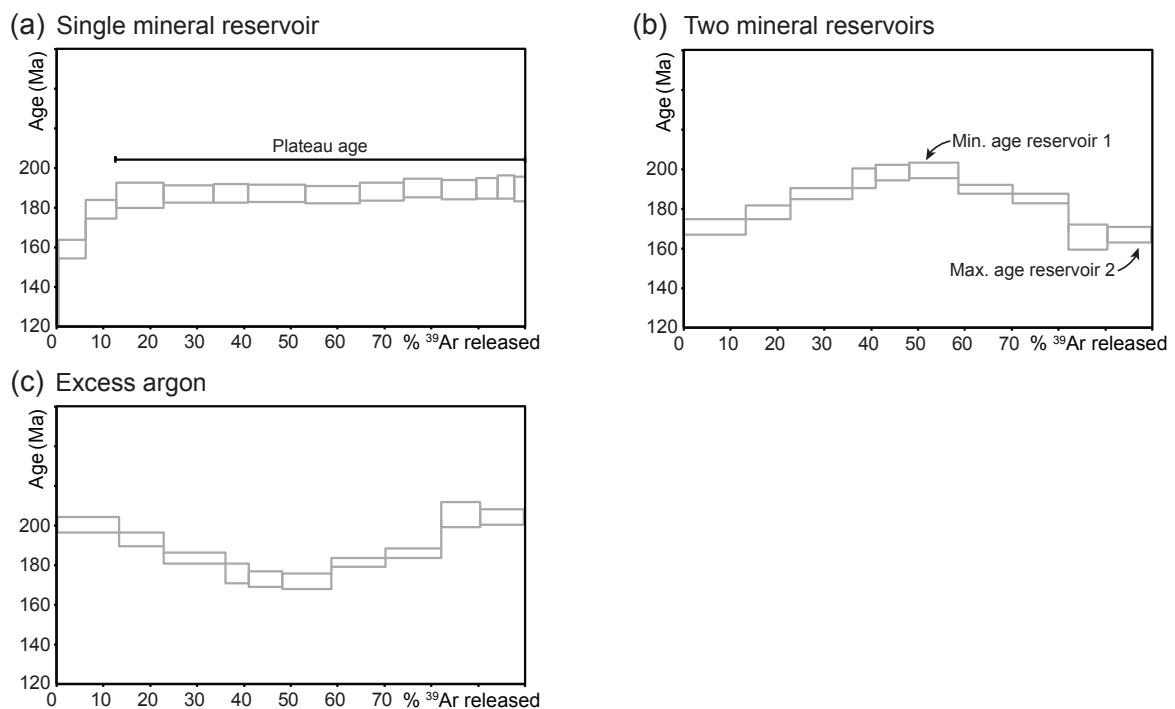 (a) Single mineral reservoir
Age (Ma)
200
180
160
140
120
Plateau age
0 10 20 30 40 50 60 70 % ³⁹Ar released
(b) Two mineral reservoirs
Age (Ma)
200
180
160
140
120
Min. age reservoir 1
Max. age reservoir 2
0 10 20 30 40 50 60 70 % ³⁹Ar released
(c) Excess argon
Age (Ma)
200
180
160
140
120
0 10 20 30 40 50 60 70 % ³⁹Ar released